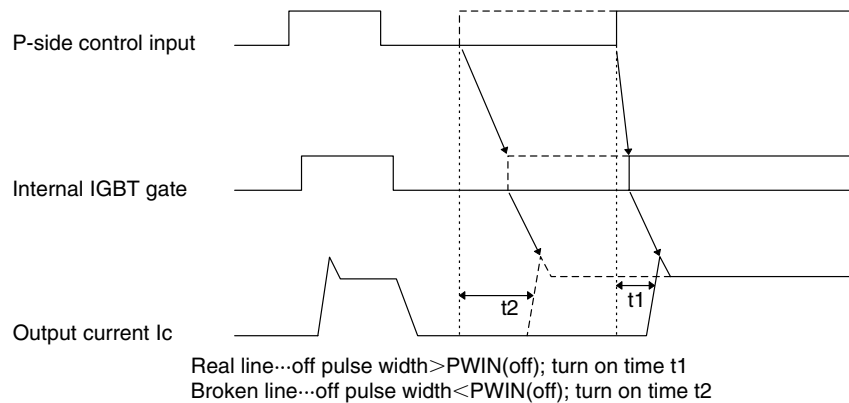 P-side control input
Internal IGBT gate
t2
t1
Output current Ic
Real line···off pulse width>PWIN(off); turn on time t1
Broken line···off pulse width<PWIN(off); turn on time t2